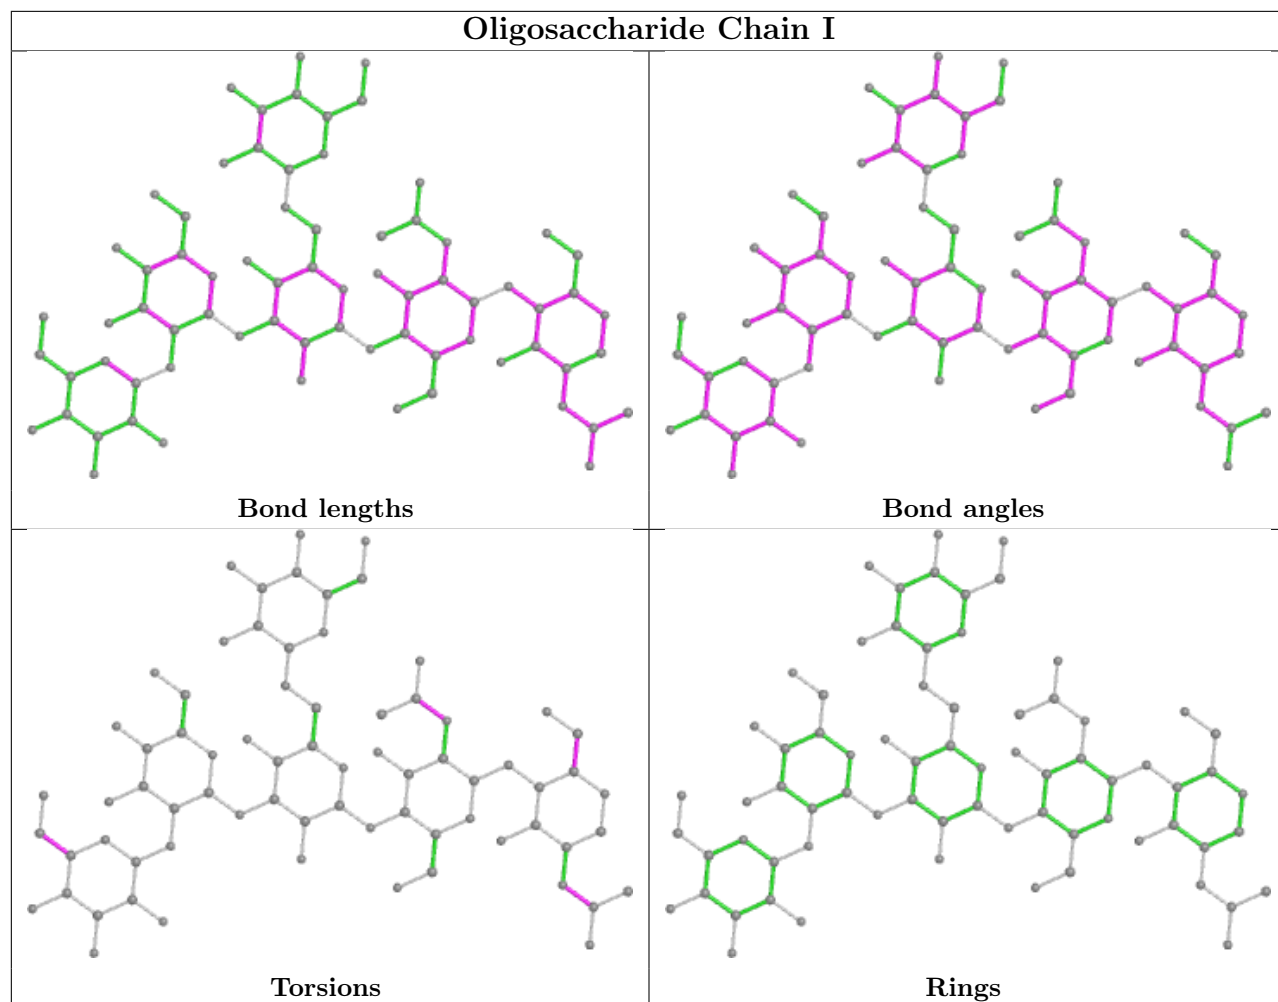 Oligosaccharide Chain I
Bond lengths
Bond angles
Torsions
Rings